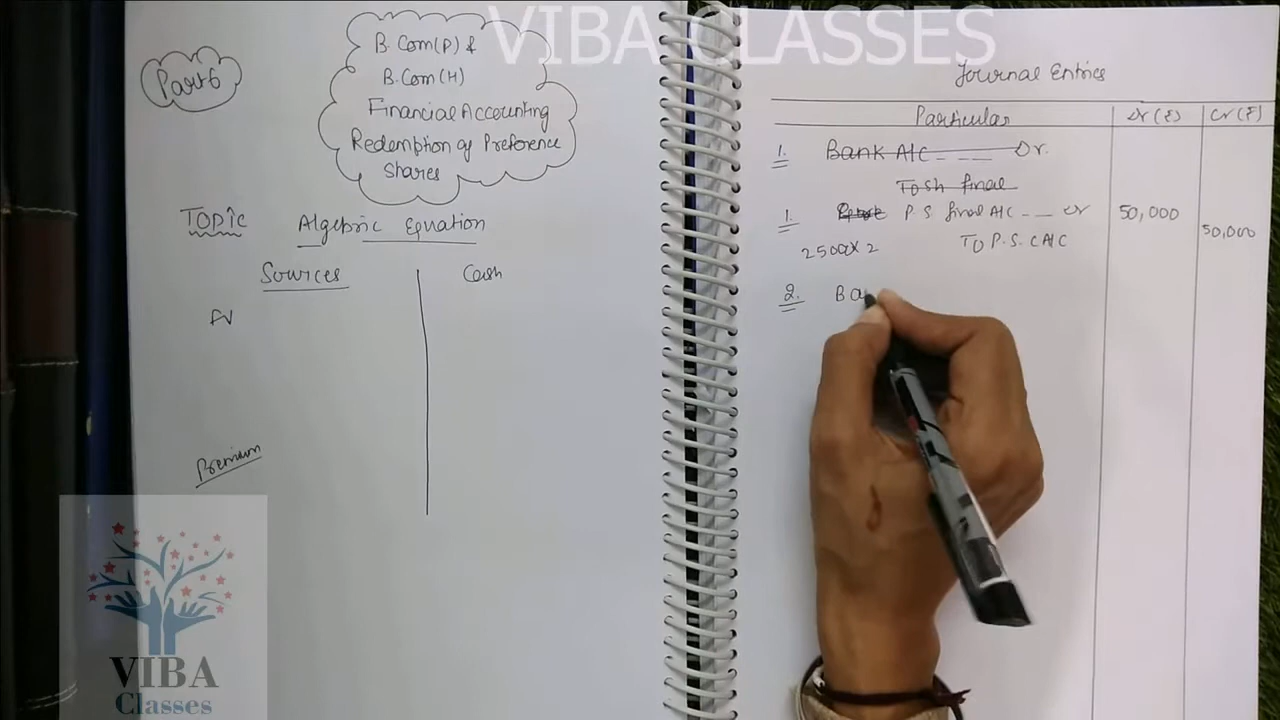 VIBA CLASSES
Part 6
B.Com(P) &
B.Com(H)
Financial Accounting
Redemption of Preference
Shares
TOPIC Algebric Equation
Sources Cash
FV
Premium
VIBA
Classes
Journal Entries
Particular Dr (₹) Cr (₹)
1. Bank A/C - - - Dr.
To Sh final
1. P S final A/C - - Dr 50,000
2500x2 To P.S. C A/C 50,000
2. Ba